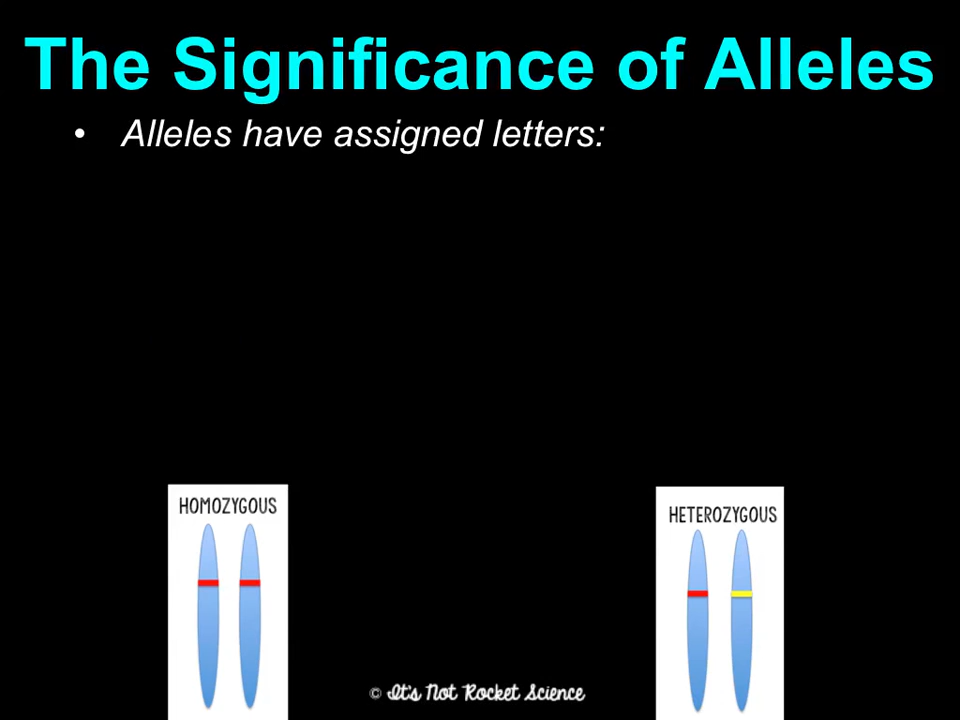 The Significance of Alleles
• Alleles have assigned letters:
HOMOZYGOUS
HETEROZYGOUS
© It's Not Rocket Science